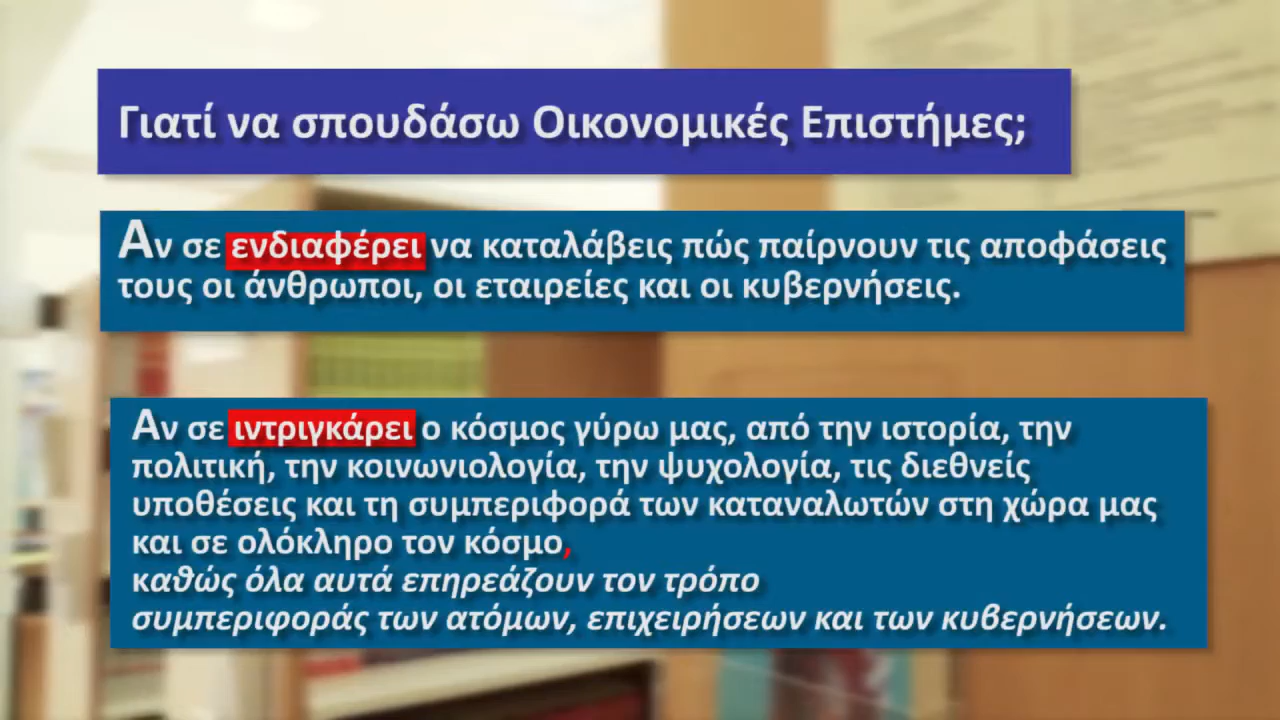 Γιατί να σπουδάσω Οικονομικές Επιστήμες;
Αν σε ενδιαφέρει να καταλάβεις πώς παίρνουν τις αποφάσεις
τους οι άνθρωποι, οι εταιρείες και οι κυβερνήσεις.
Αν σε ιντριγκάρει ο κόσμος γύρω μας, από την ιστορία, την
πολιτική, την κοινωνιολογία, την ψυχολογία, τις διεθνείς
υποθέσεις και τη συμπεριφορά των καταναλωτών στη χώρα μας
και σε ολόκληρο τον κόσμο,
καθώς όλα αυτά επηρεάζουν τον τρόπο
συμπεριφοράς των ατόμων, επιχειρήσεων και των κυβερνήσεων.